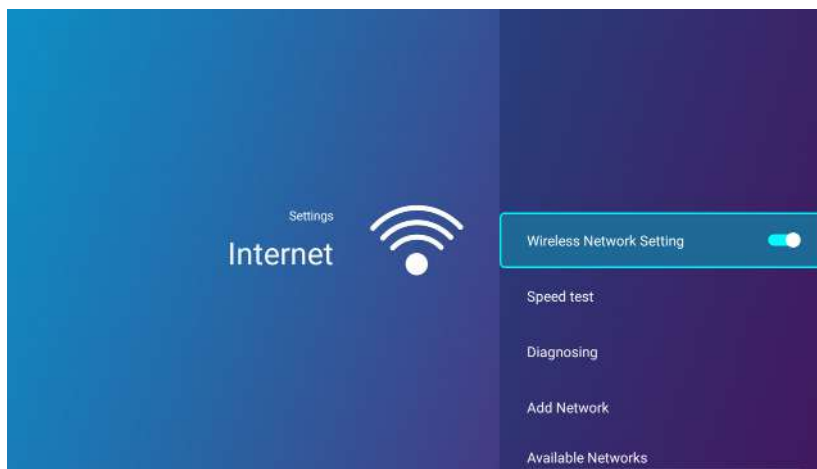 Settings
Internet
Wireless Network Setting
Speed test
Diagnosing
Add Network
Available Networks